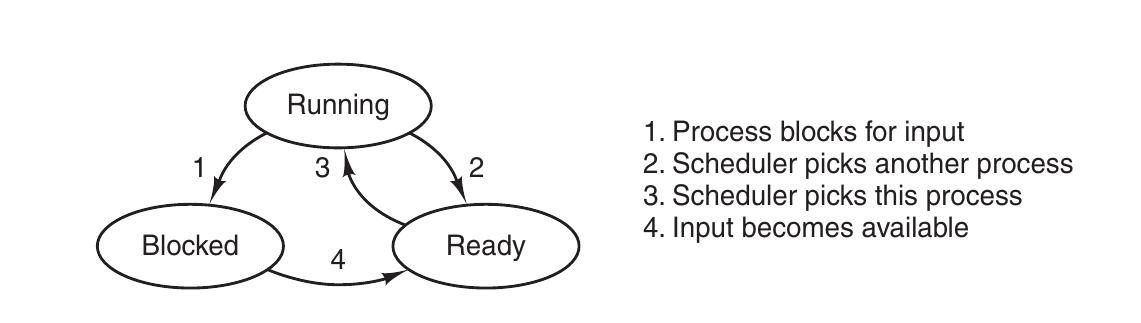 Running
1
3
2
Blocked
4
Ready
1. Process blocks for input
2. Scheduler picks another process
3. Scheduler picks this process
4. Input becomes available